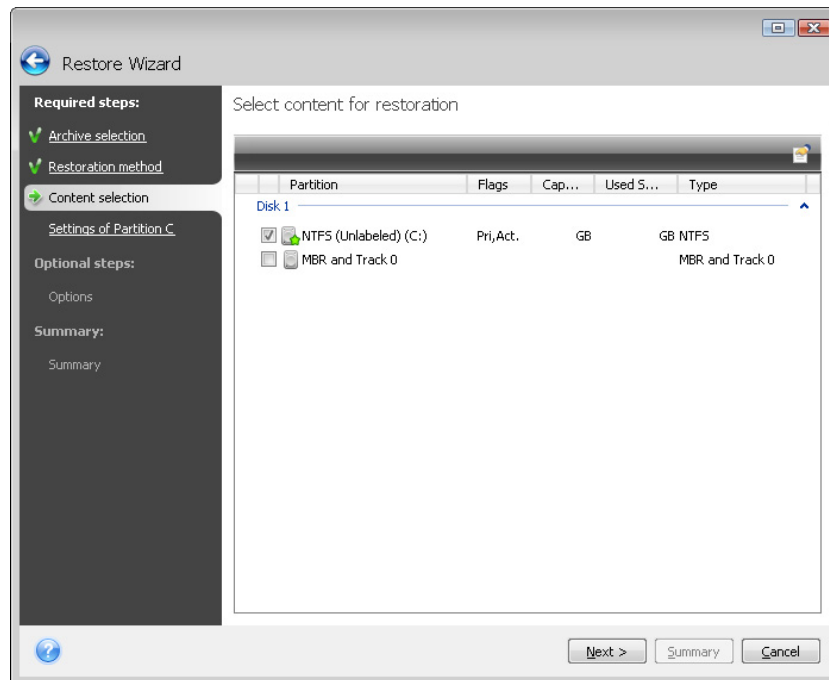 Restore Wizard
Required steps:
Archive selection
Restoration method
Content selection
Settings of Partition C
Optional steps:
Options
Summary:
Summary
Select content for restoration
Partition Flags Cap... Used S... Type
Disk 1
NTFS (Unlabeled) (C:) Pri,Act. GB GB NTFS
MBR and Track 0 MBR and Track 0
Next > Summary Cancel